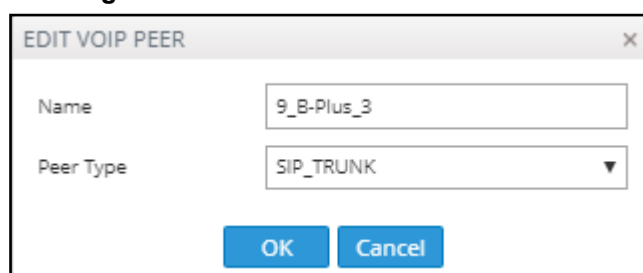 EDIT VOIP PEER ×
Name 9_B-Plus_3
Peer Type SIP_TRUNK ▼
OK Cancel